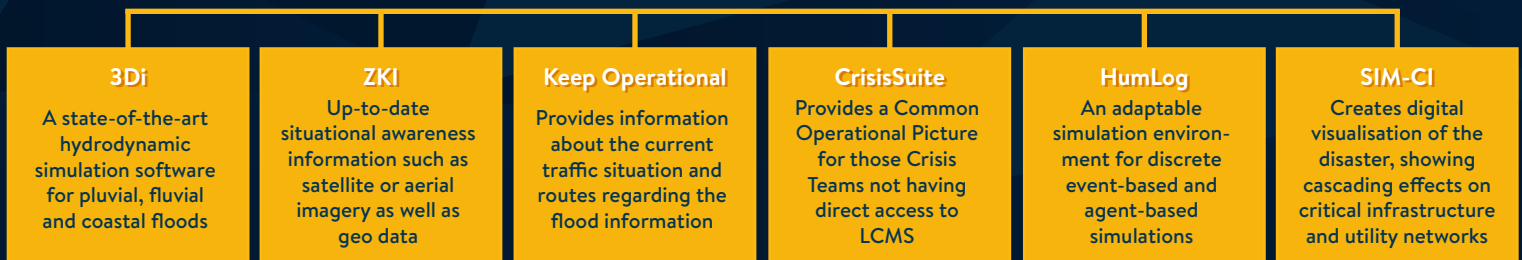 3Di
A state-of-the-art
hydrodynamic
simulation software
for pluvial, fluvial
and coastal floods
ZKI
Up-to-date
situational awareness
information such as
satellite or aerial
imagery as well as
geo data
Keep Operational
Provides information
about the current
traffic situation and
routes regarding the
flood information
CrisisSuite
Provides a Common
Operational Picture
for those Crisis
Teams not having
direct access to
LCMS
HumLog
An adaptable
simulation environ-
ment for discrete
event-based and
agent-based
simulations
SIM-CI
Creates digital
visualisation of the
disaster, showing
cascading effects on
critical infrastructure
and utility networks